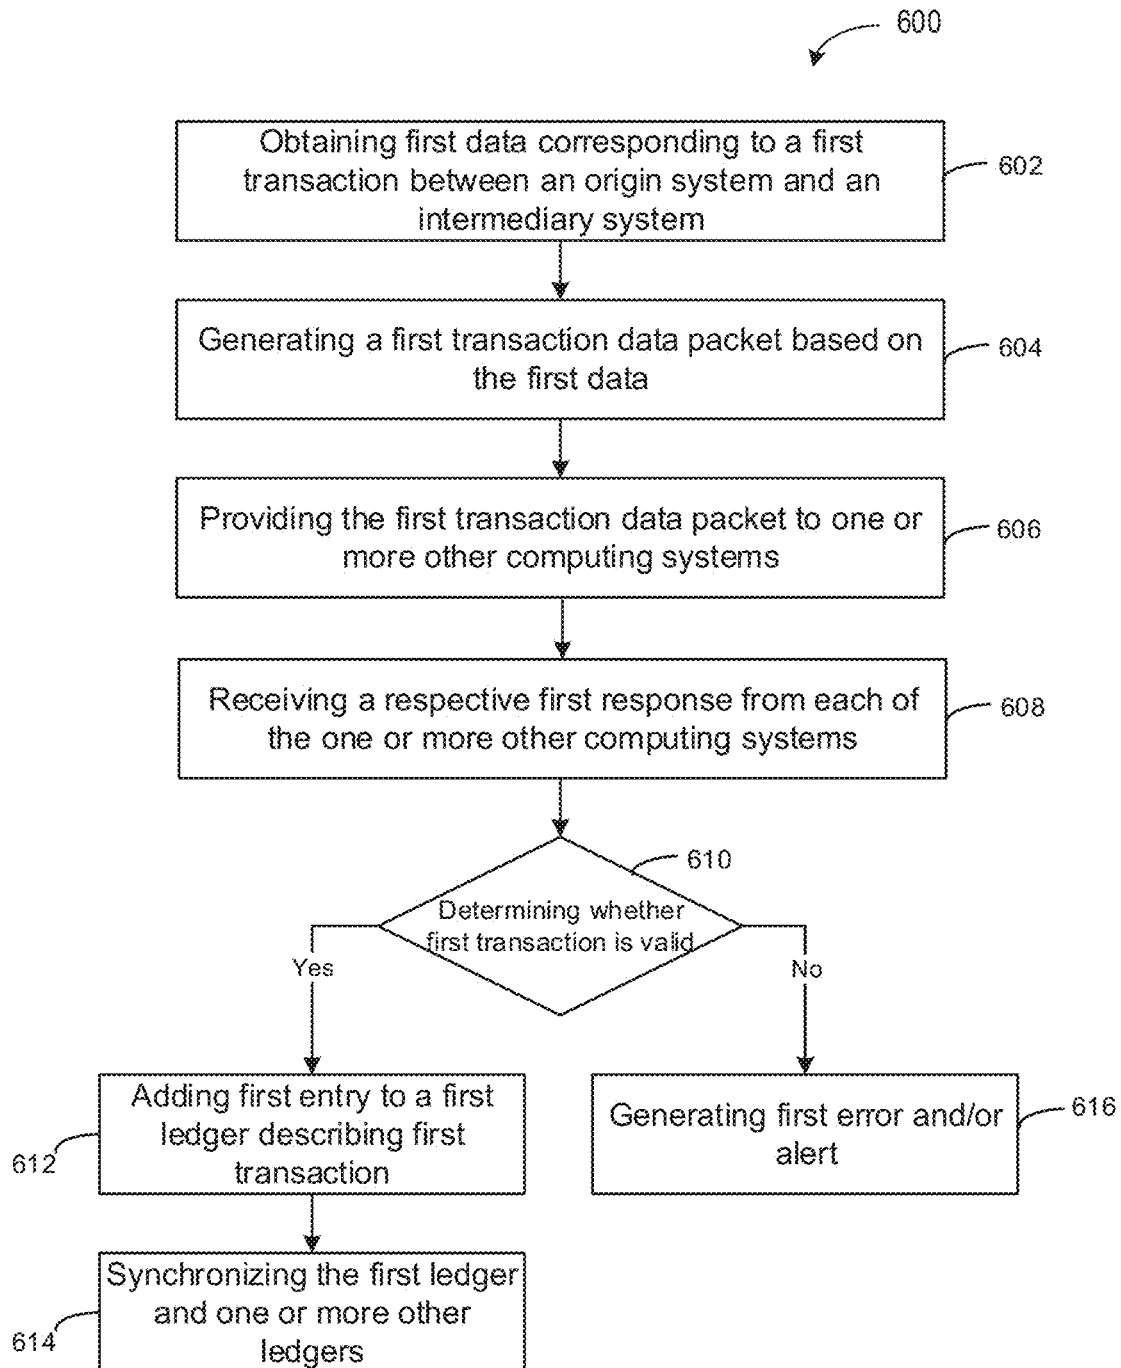 600
Obtaining first data corresponding to a first
transaction between an origin system and an
intermediary system
602
Generating a first transaction data packet based on
the first data
604
Providing the first transaction data packet to one or
more other computing systems
606
Receiving a respective first response from each of
the one or more other computing systems
608
610
Determining whether
first transaction is valid
Yes
No
Adding first entry to a first
ledger describing first
transaction
612
Generating first error and/or
alert
616
Synchronizing the first ledger
and one or more other
ledgers
614